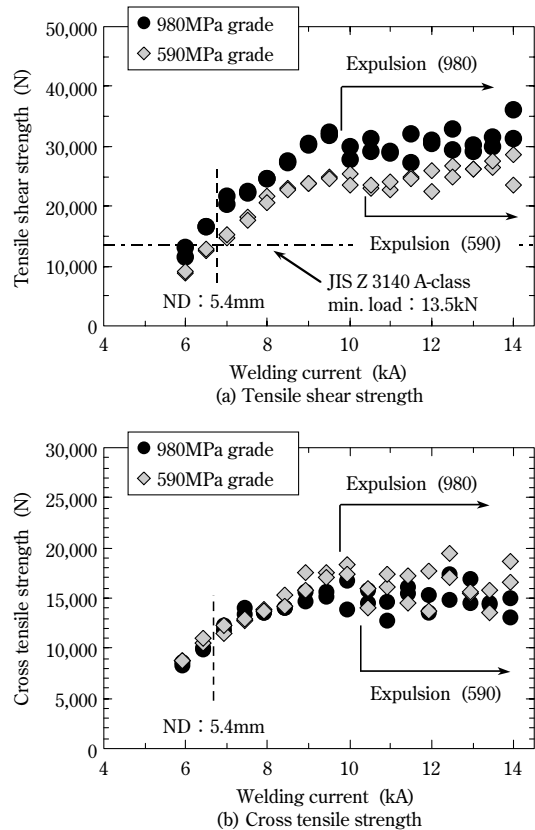 50,000
980MPa grade
590MPa grade
Expulsion (980)
40,000
30,000
20,000
10,000
0
Tensile shear strength (N)
Expulsion (590)
JIS Z 3140 A-class
min. load：13.5kN
ND：5.4mm
4 6 8 10 12 14
Welding current (kA)
(a) Tensile shear strength
30,000
980MPa grade
590MPa grade
Expulsion (980)
25,000
20,000
15,000
10,000
5,000
0
Cross tensile strength (N)
Expulsion (590)
ND：5.4mm
4 6 8 10 12 14
Welding current (kA)
(b) Cross tensile strength